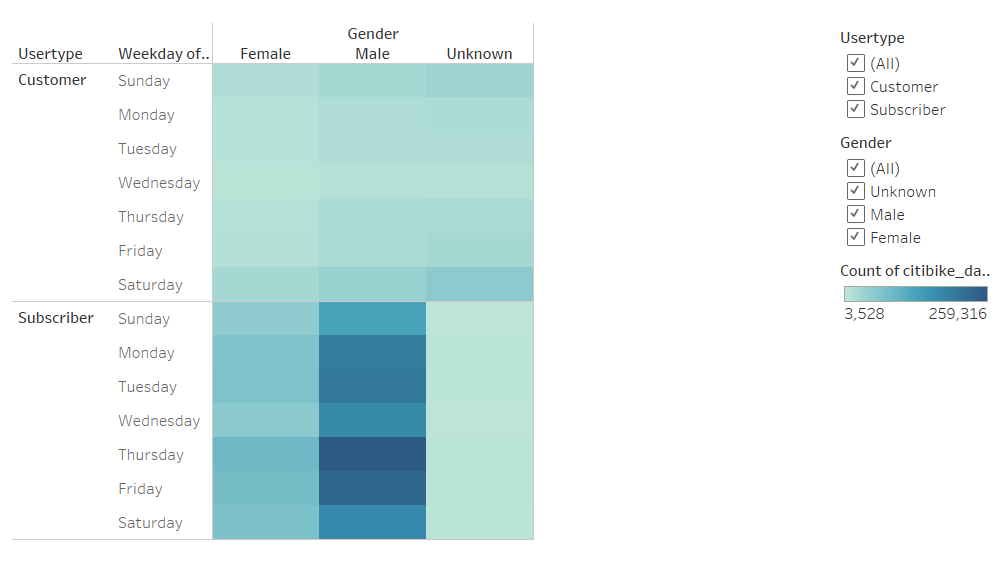 Gender
Usertype Weekday of.. Female Male Unknown
Customer Sunday
Monday
Tuesday
Wednesday
Thursday
Friday
Saturday
Subscriber Sunday
Monday
Tuesday
Wednesday
Thursday
Friday
Saturday
Usertype
(All)
Customer
Subscriber
Gender
(All)
Unknown
Male
Female
Count of citibike_da..
3,528 259,316